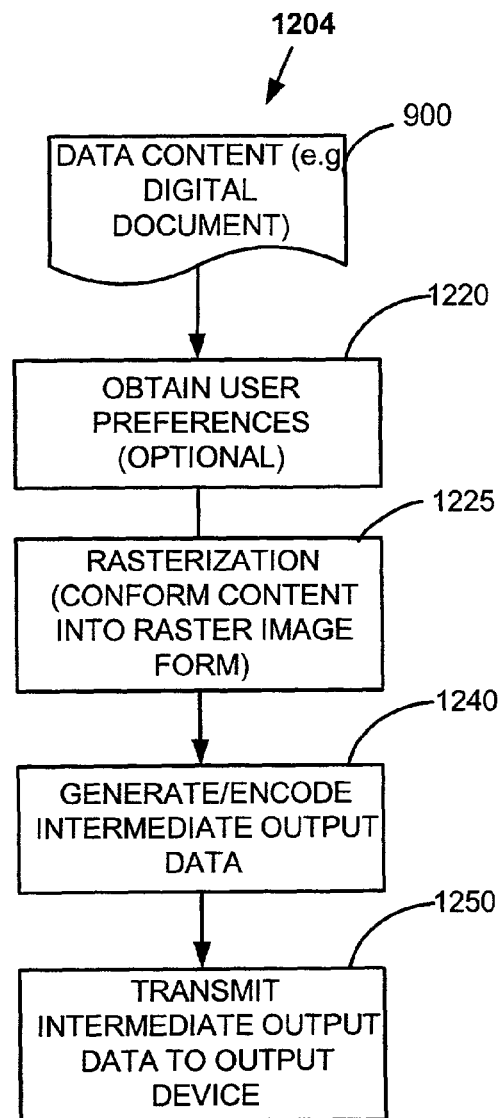 1204
900
DATA CONTENT (e.g
DIGITAL
DOCUMENT)
1220
OBTAIN USER
PREFERENCES
(OPTIONAL)
1225
RASTERIZATION
(CONFORM CONTENT
INTO RASTER IMAGE
FORM)
1240
GENERATE/ENCODE
INTERMEDIATE OUTPUT
DATA
1250
TRANSMIT
INTERMEDIATE OUTPUT
DATA TO OUTPUT
DEVICE